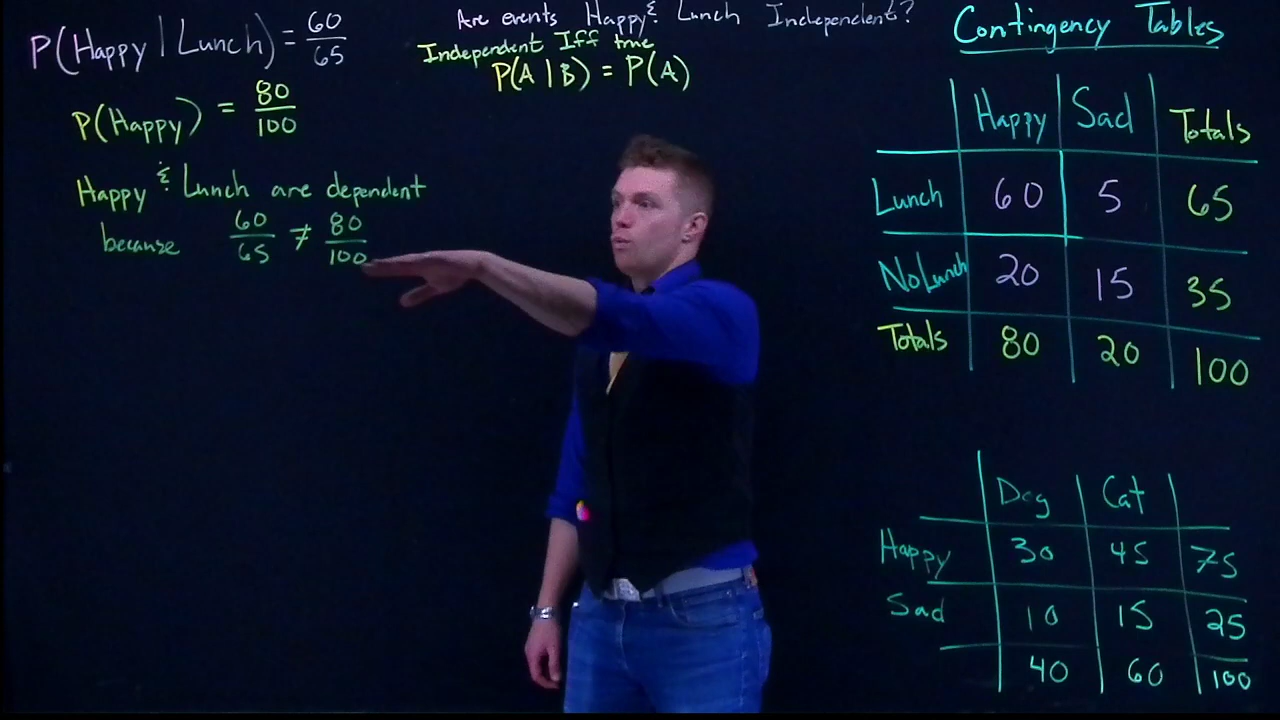 P(Happy | Lunch) = 60/65
P(Happy) = 80/100
Happy & Lunch are dependent
because 60/65 ≠ 80/100
Are events Happy & Lunch Independent?
Independent Iff true
P(A | B) = P(A)
Contingency Tables
Happy Sad Totals
Lunch 60 5 65
No Lunch 20 15 35
Totals 80 20 100
Dog Cat
Happy 30 45 75
Sad 10 15 25
40 60 100